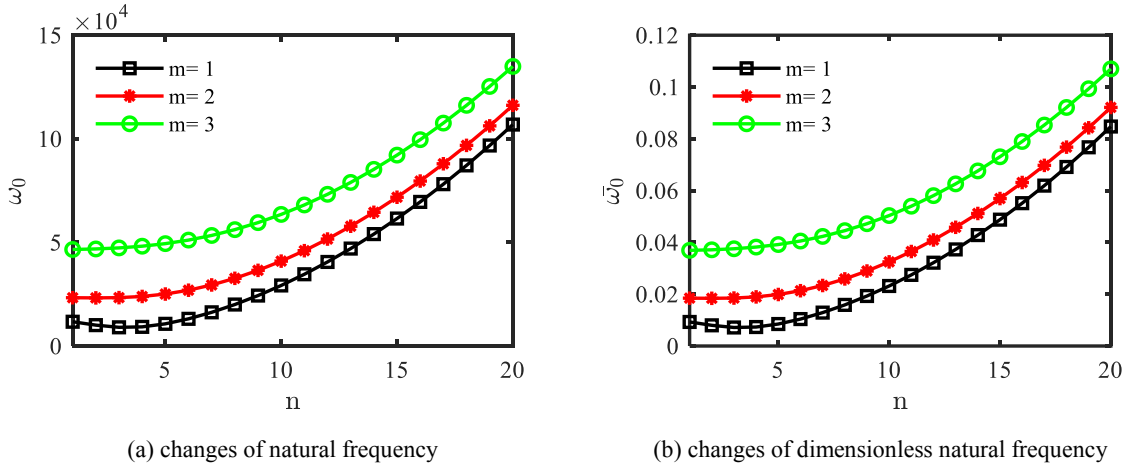 ×10⁴
15
10
5
0
ω₀
m= 1
m= 2
m= 3
5
10
15
20
n
(a) changes of natural frequency
0.12
0.1
0.08
0.06
0.04
0.02
0
ω̄₀
m= 1
m= 2
m= 3
5
10
15
20
n
(b) changes of dimensionless natural frequency